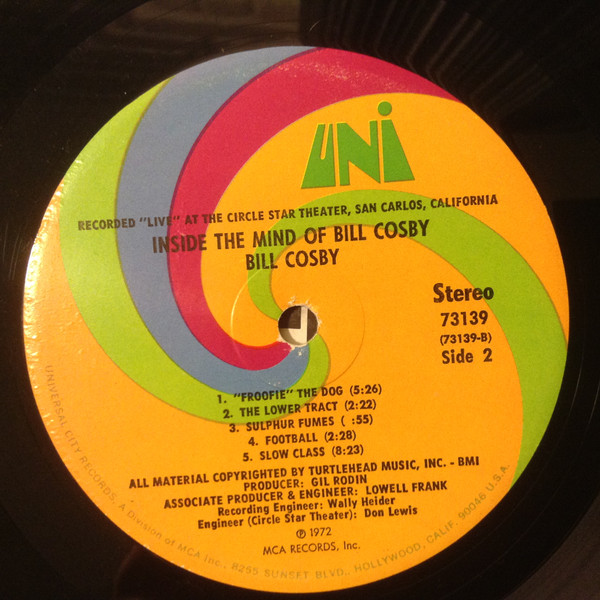 UNI
RECORDED "LIVE" AT THE CIRCLE STAR THEATER, SAN CARLOS, CALIFORNIA
INSIDE THE MIND OF BILL COSBY
BILL COSBY
Stereo
73139
(73139-B)
Side 2
1. "FROOFIE" THE DOG (5:26)
2. THE LOWER TRACT (2:22)
3. SULPHUR FUMES ( :55)
4. FOOTBALL (2:28)
5. SLOW CLASS (8:23)
ALL MATERIAL COPYRIGHTED BY TURTLEHEAD MUSIC, INC. - BMI
PRODUCER: GIL RODIN
ASSOCIATE PRODUCER & ENGINEER: LOWELL FRANK
Recording Engineer: Wally Heider
Engineer (Circle Star Theater): Don Lewis
℗ 1972
MCA RECORDS, Inc.
UNIVERSAL CITY RECORDS, A Division of MCA Inc., 8255 SUNSET BLVD., HOLLYWOOD, CALIF. 90046 U.S.A.